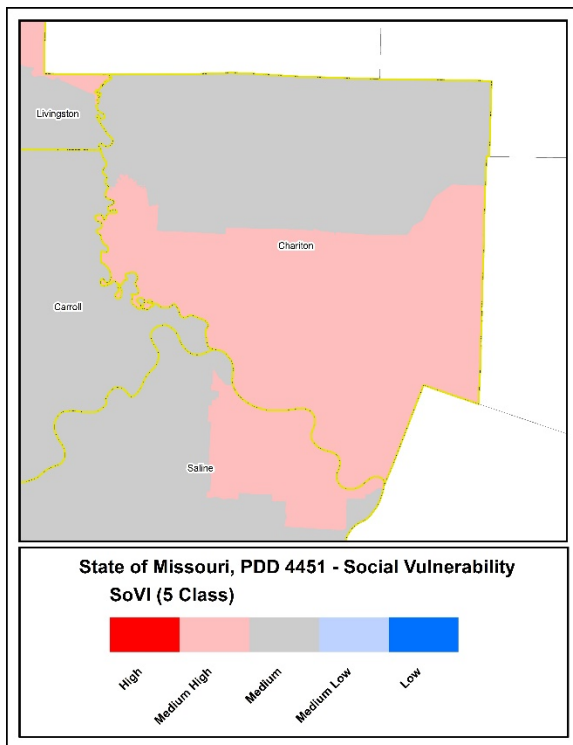 Livingston
Chariton
Carroll
Saline
State of Missouri, PDD 4451 - Social Vulnerability
SoVI (5 Class)
High
Medium High
Medium
Medium Low
Low